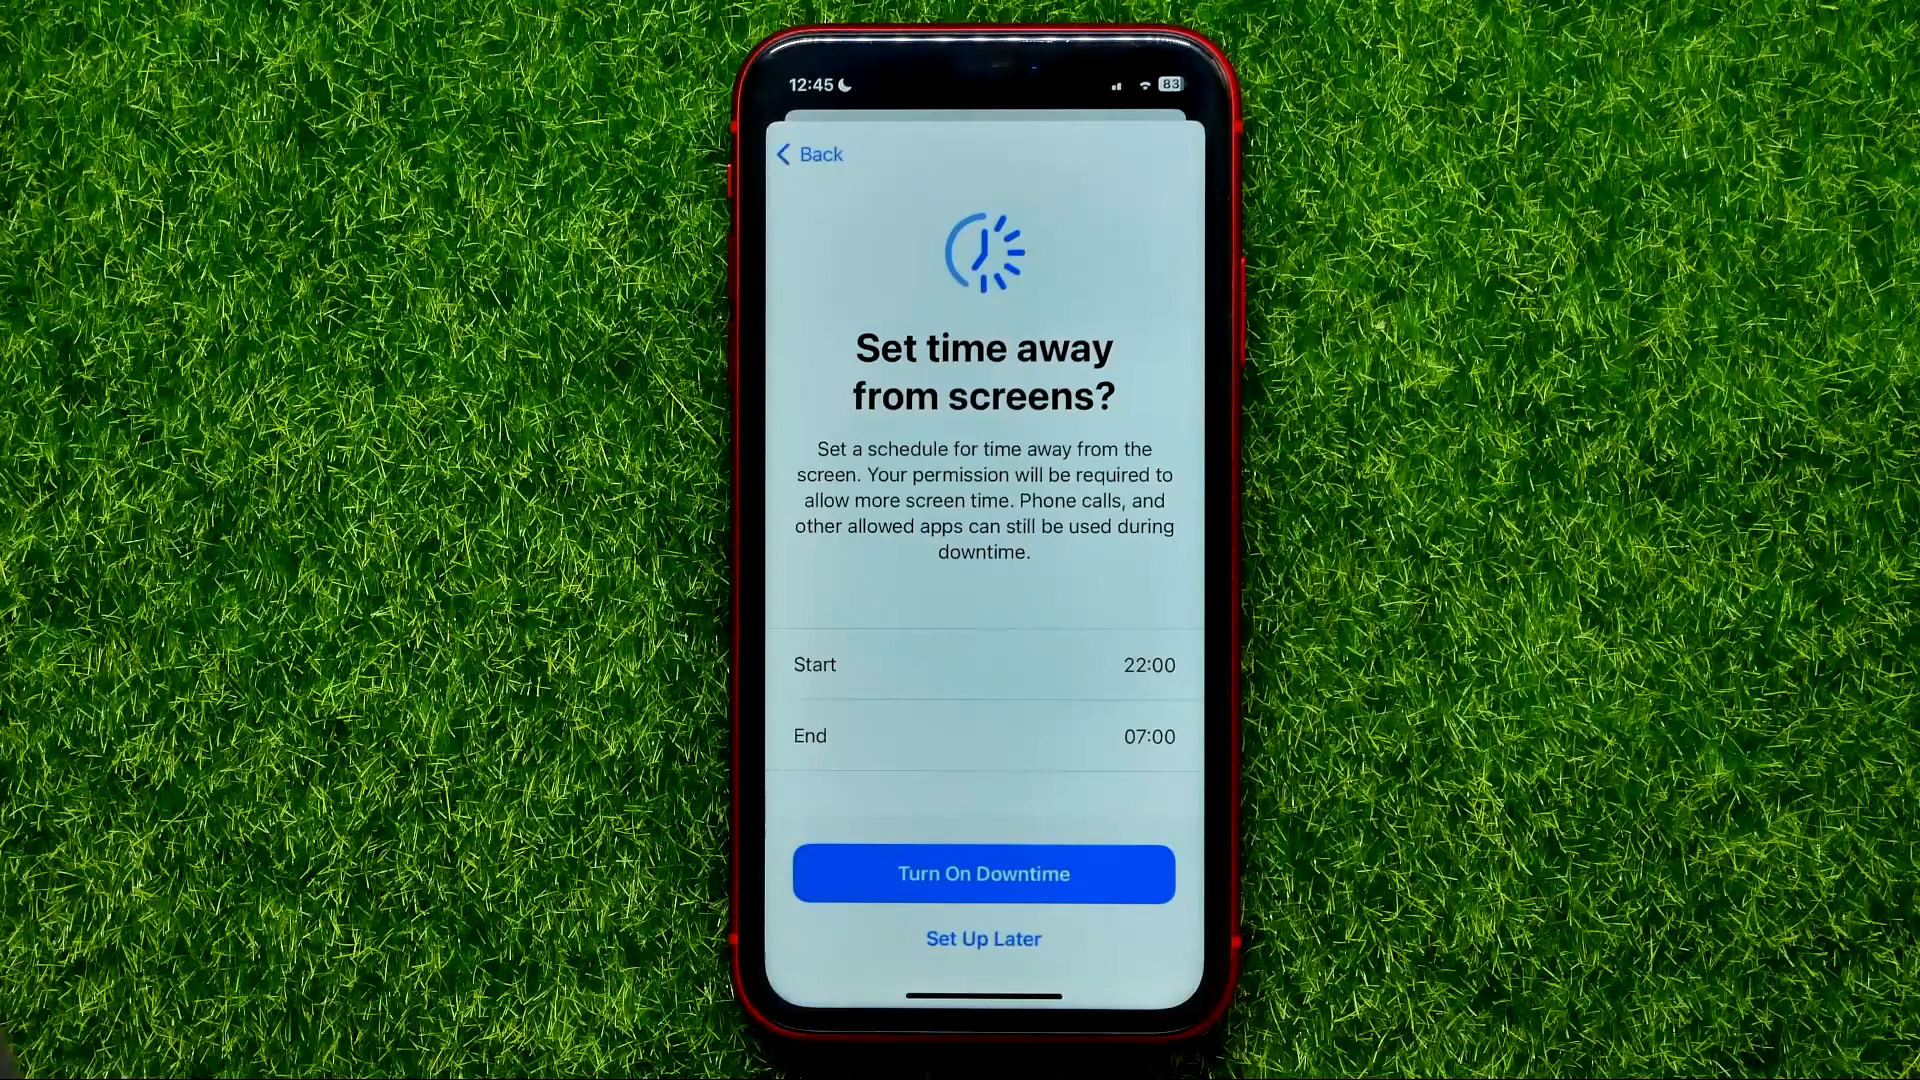 12:45
83
Back
Set time away
from screens?
Set a schedule for time away from the
screen. Your permission will be required to
allow more screen time. Phone calls, and
other allowed apps can still be used during
downtime.
Start 22:00
End 07:00
Turn On Downtime
Set Up Later